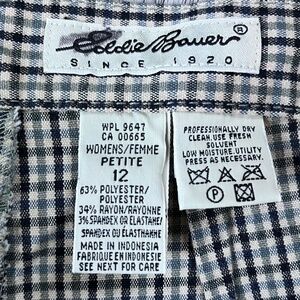 Eddie Bauer®
SINCE 1920
WPL 9647
CA 00665
WOMENS/FEMME
PETITE
12
63% POLYESTER/
POLYESTER
34% RAYON/RAYONNE
3% SPANDEX OU ELASTHANNE/
SPANDEX OU ÉLASTHANNE
MADE IN INDONESIA
FABRIQUE EN INDONESIE
SEE NEXT FOR CARE
PROFESSIONALLY DRY
CLEAN. USE FRESH
SOLVENT
LOW MOISTURE. UTILITY
PRESS AS NECESSARY.
P